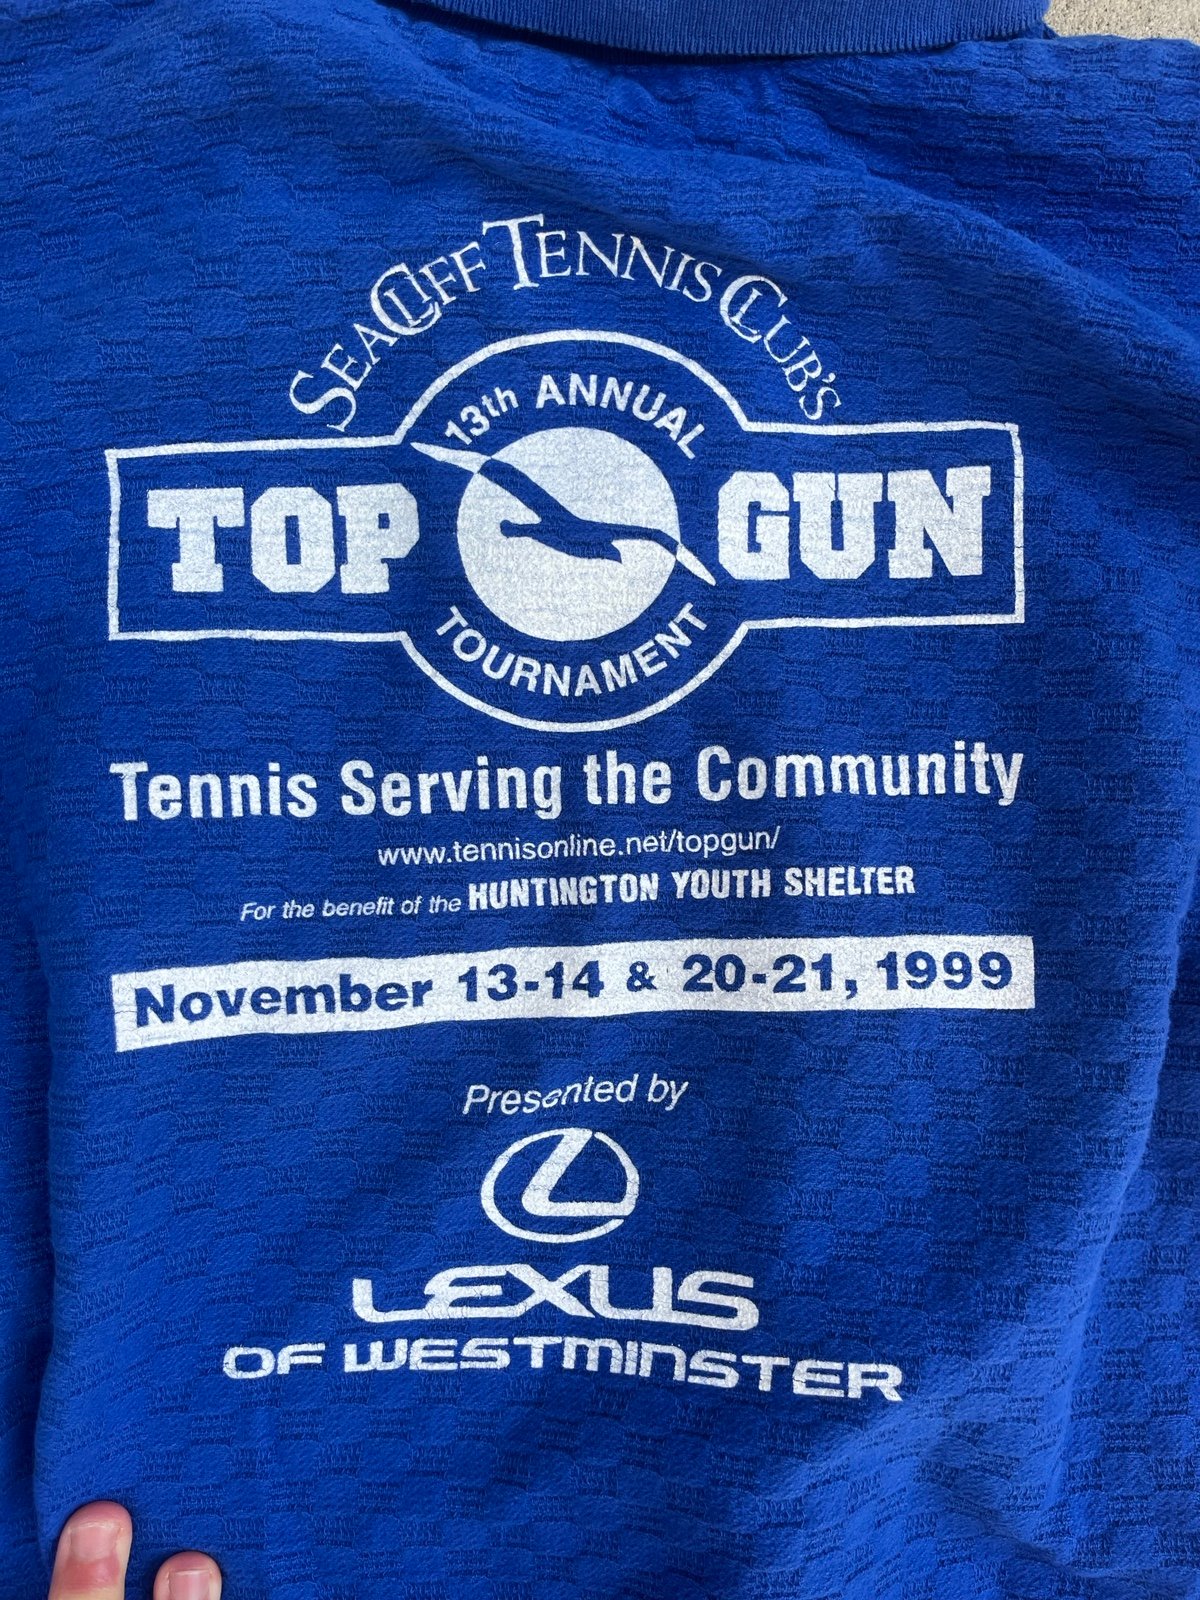 SEACLIFF TENNIS CLUB'S
13th ANNUAL
TOP GUN
TOURNAMENT
Tennis Serving the Community
www.tennisonline.net/topgun/
For the benefit of the HUNTINGTON YOUTH SHELTER
November 13-14 & 20-21, 1999
Presented by
LEXUS
OF WESTMINSTER